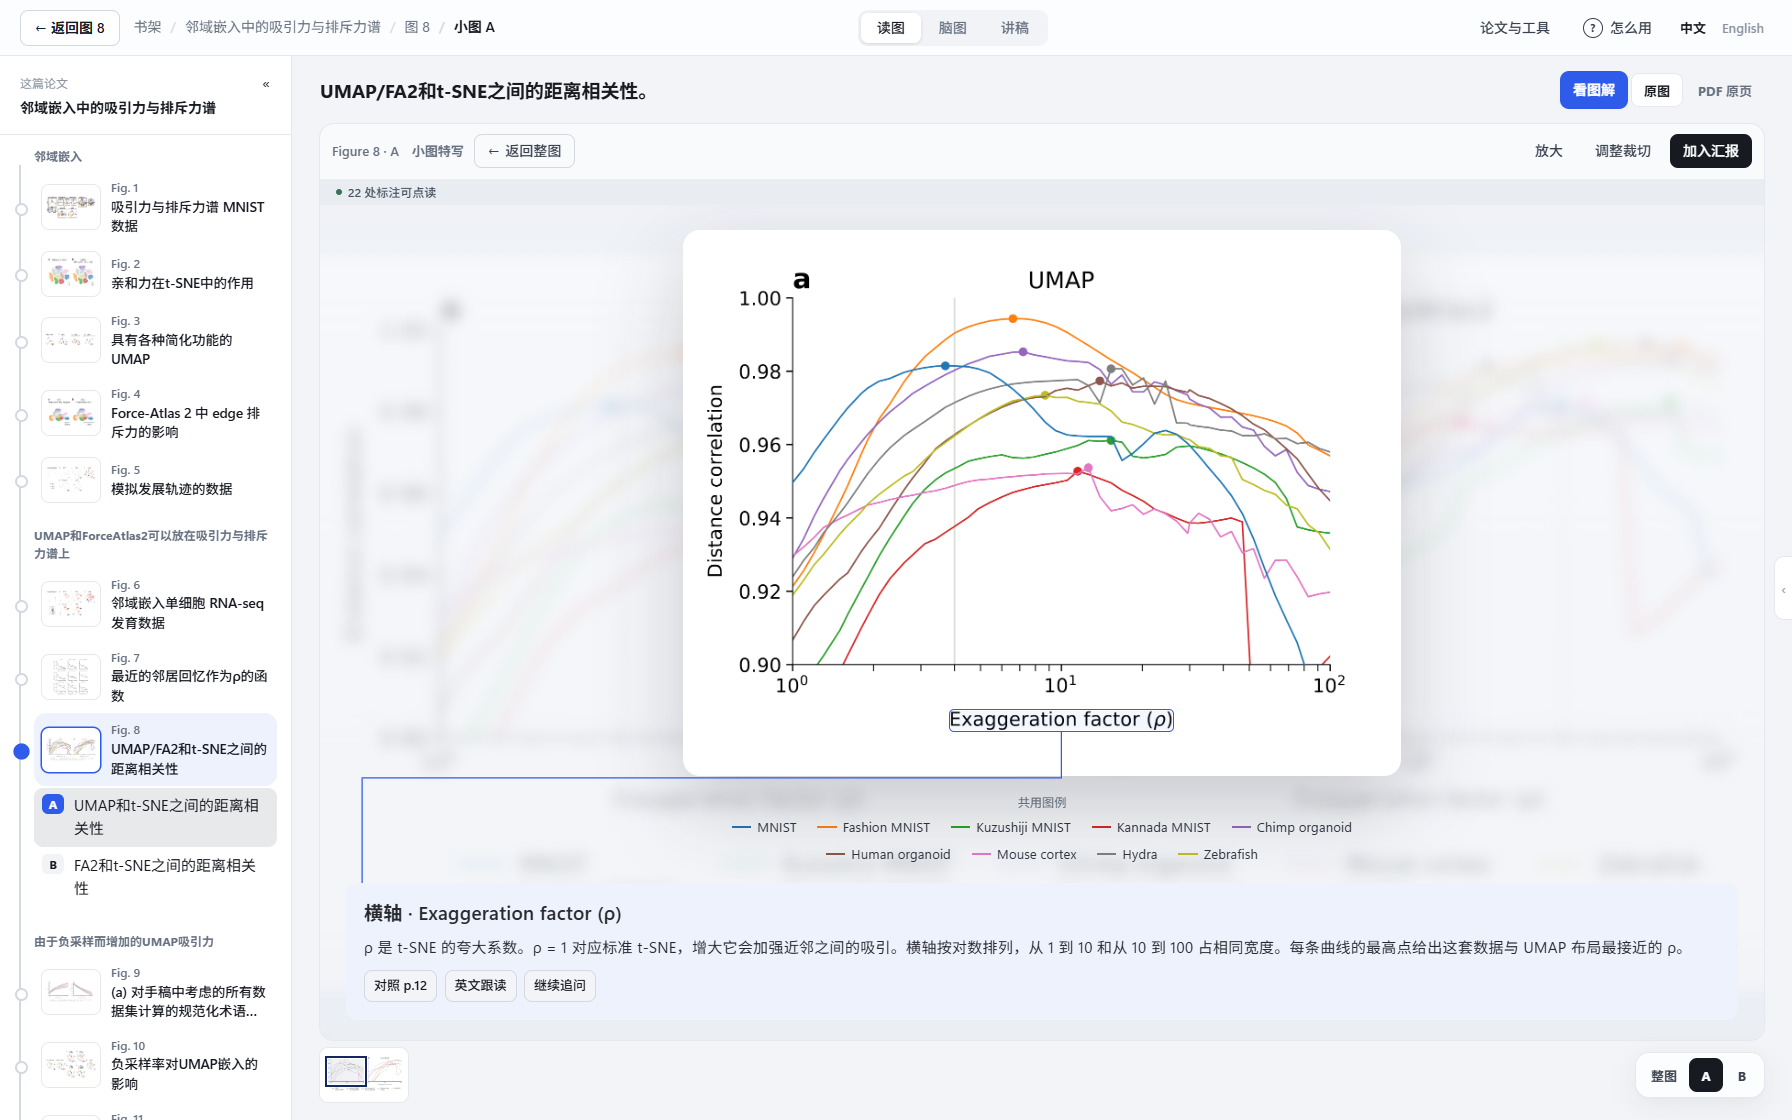 ← 返回图 8
书架 / 邻域嵌入中的吸引力与排斥力谱 / 图 8 / 小图 A
读图 脑图 讲稿
论文与工具 ? 怎么用 中文 English
这篇论文 «
邻域嵌入中的吸引力与排斥力谱
邻域嵌入
Fig. 1
吸引力与排斥力谱 MNIST
数据
Fig. 2
亲和力在t-SNE中的作用
Fig. 3
具有各种简化功能的
UMAP
Fig. 4
Force-Atlas 2 中 edge 排
斥力的影响
Fig. 5
模拟发展轨迹的数据
UMAP和ForceAtlas2可以放在吸引力与排斥
力谱上
Fig. 6
邻域嵌入单细胞 RNA-seq
发育数据
Fig. 7
最近的邻居回忆作为ρ的函
数
Fig. 8
UMAP/FA2和t-SNE之间的
距离相关性
A UMAP和t-SNE之间的距离相
关性
B FA2和t-SNE之间的距离相关
性
由于负采样而增加的UMAP吸引力
Fig. 9
(a) 对手稿中考虑的所有数
据集计算的规范化术语...
Fig. 10
负采样率对UMAP嵌入的
影响
Fig. 11
UMAP/FA2和t-SNE之间的距离相关性。
看图解 原图 PDF 原页
Figure 8 · A 小图特写 ← 返回整图
放大 调整裁切 加入汇报
22 处标注可点读
a UMAP
1.00
0.98
0.96
0.94
0.92
0.90
Distance correlation
10⁰ 10¹ 10²
Exaggeration factor (ρ)
共用图例
MNIST Fashion MNIST Kuzushiji MNIST Kannada MNIST Chimp organoid
Human organoid Mouse cortex Hydra Zebrafish
横轴 · Exaggeration factor (ρ)
ρ 是 t-SNE 的夸大系数。ρ = 1 对应标准 t-SNE，增大它会加强近邻之间的吸引。横轴按对数排列，从 1 到 10 和从 10 到 100 占相同宽度。每条曲线的最高点给出这套数据与 UMAP 布局最接近的 ρ。
对照 p.12 英文跟读 继续追问
整图 A B